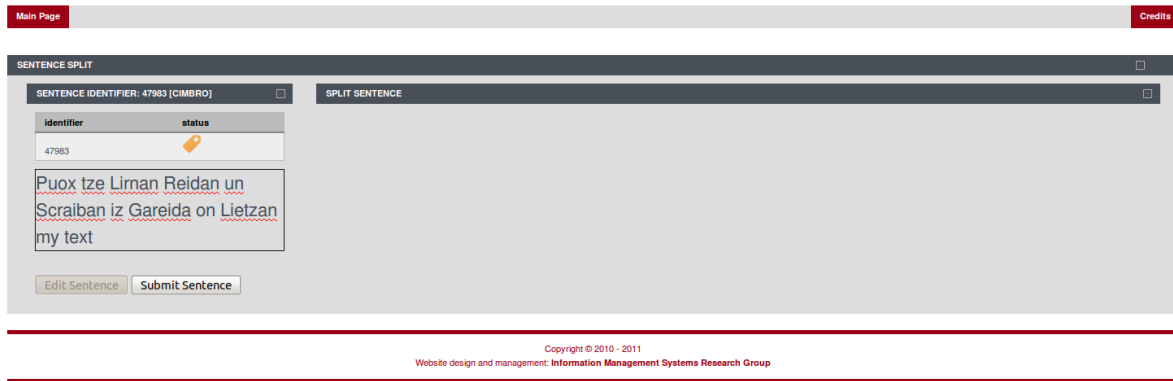 Main Page
Credits
SENTENCE SPLIT
SENTENCE IDENTIFIER: 47983 [CIMBRO]
SPLIT SENTENCE
identifier status
47983
Puox tze Lirnan Reidan un
Scraiban iz Gareida on Lietzan
my text
Edit Sentence Submit Sentence
Copyright © 2010 - 2011
Website design and management: Information Management Systems Research Group